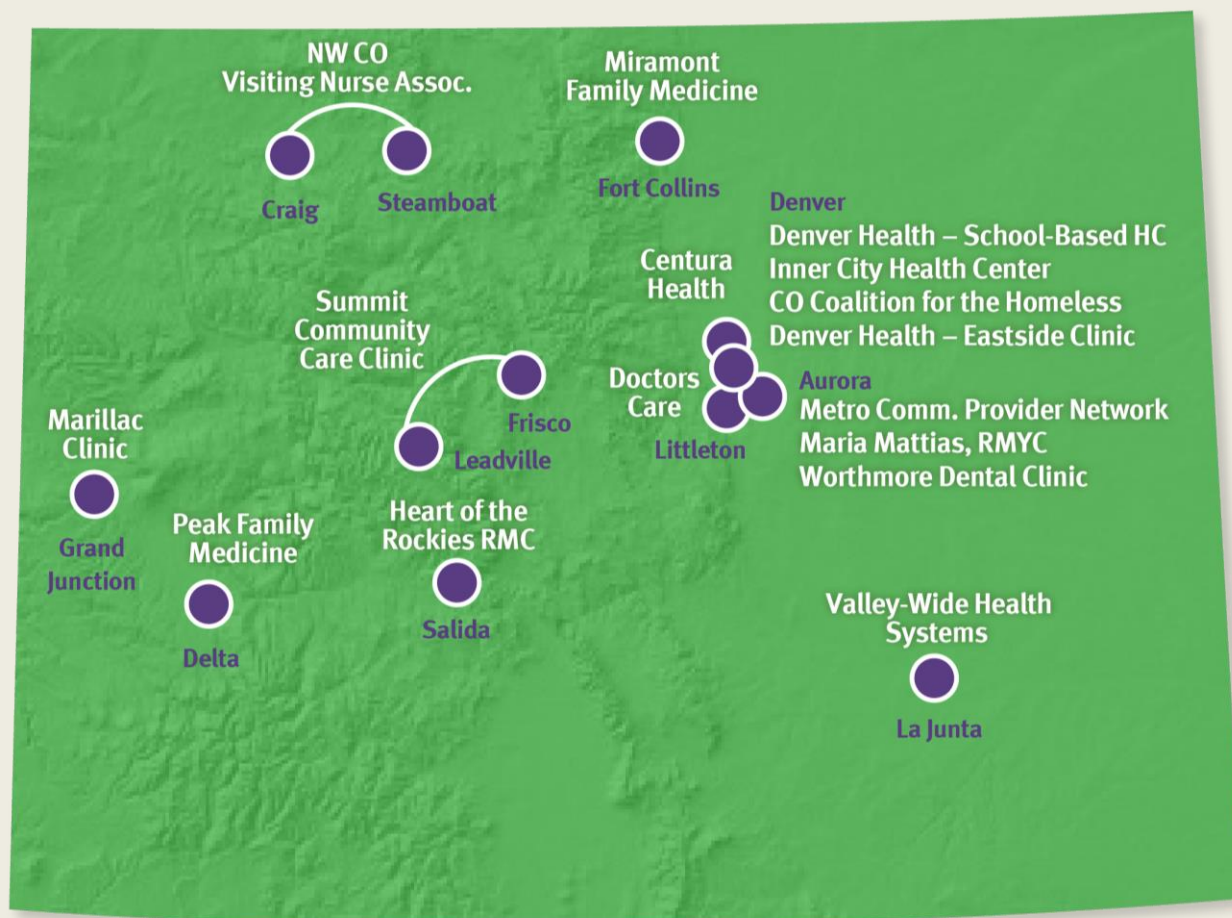 NW CO
Visiting Nurse Assoc.
Craig
Steamboat
Miramont
Family Medicine
Fort Collins
Denver
Denver Health – School-Based HC
Inner City Health Center
CO Coalition for the Homeless
Denver Health – Eastside Clinic
Centura
Health
Summit
Community
Care Clinic
Frisco
Leadville
Doctors
Care
Littleton
Aurora
Metro Comm. Provider Network
Maria Mattias, RMYC
Worthmore Dental Clinic
Marillac
Clinic
Grand
Junction
Peak Family
Medicine
Delta
Heart of the
Rockies RMC
Salida
Valley-Wide Health
Systems
La Junta